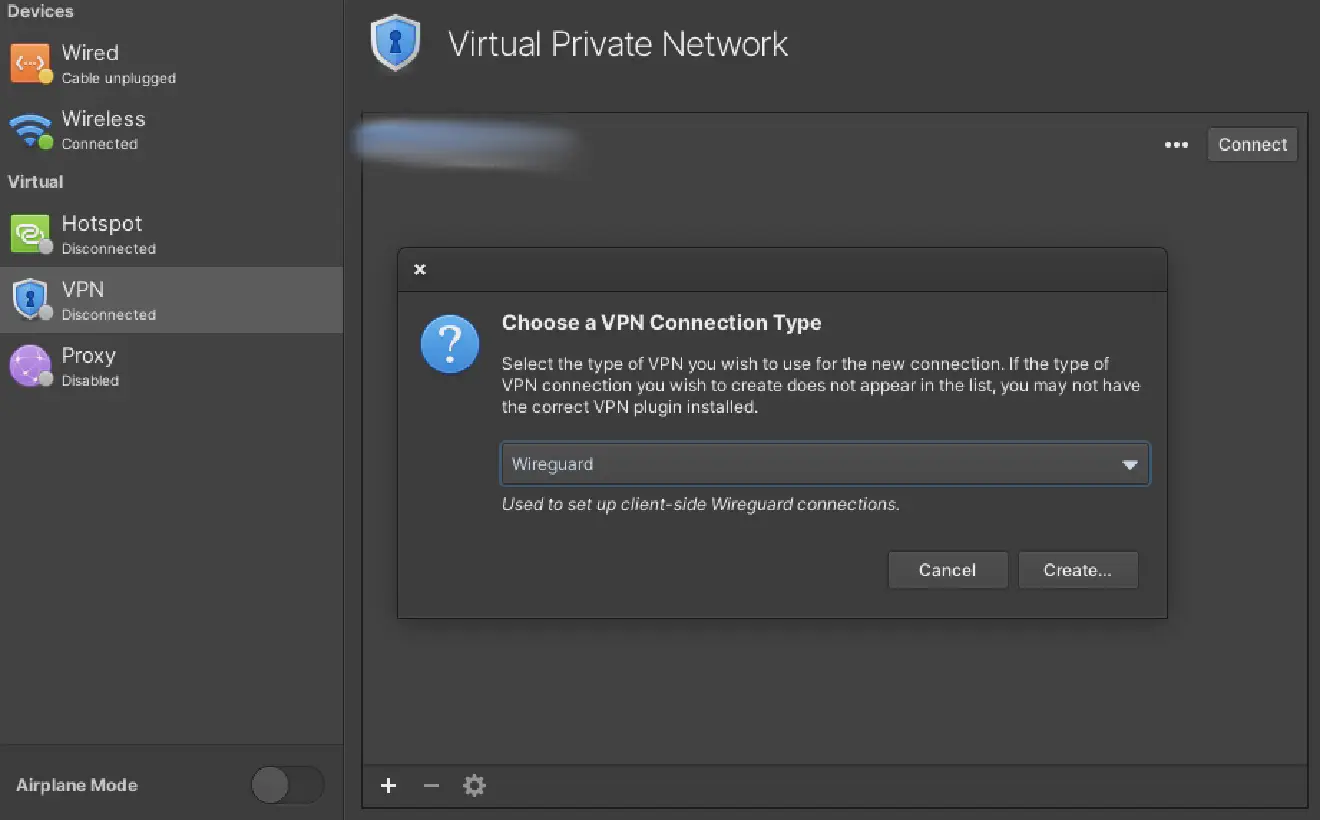 Devices
Wired
Cable unplugged
Wireless
Connected
Virtual
Hotspot
Disconnected
VPN
Disconnected
Proxy
Disabled
Airplane Mode
Virtual Private Network
Connect
Choose a VPN Connection Type
Select the type of VPN you wish to use for the new connection. If the type of
VPN connection you wish to create does not appear in the list, you may not have
the correct VPN plugin installed.
Wireguard
Used to set up client-side Wireguard connections.
Cancel
Create...